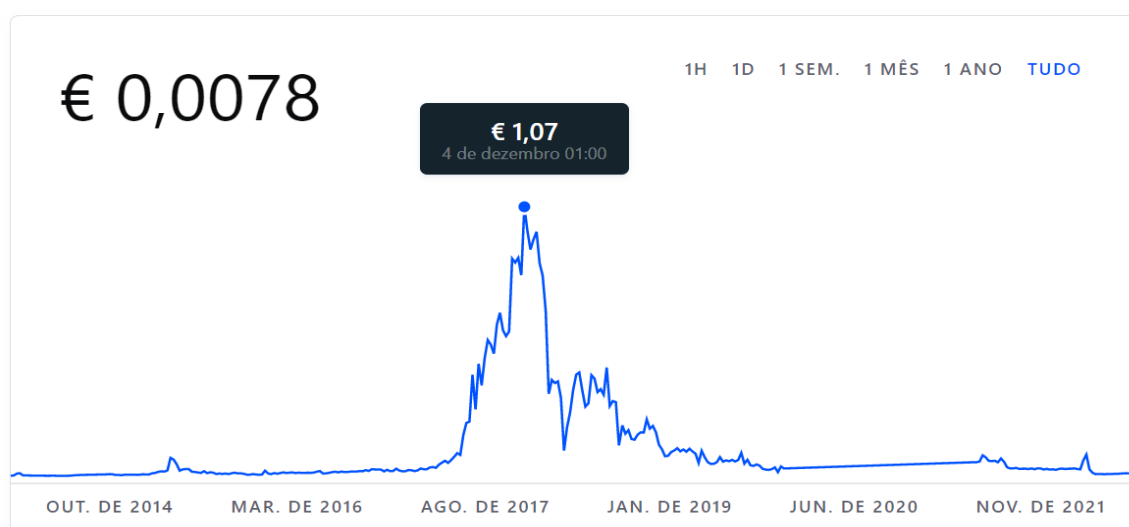 1H 1D 1 SEM. 1 MÊS 1 ANO TUDO
€ 0,0078
€ 1,07
4 de dezembro 01:00
OUT. DE 2014 MAR. DE 2016 AGO. DE 2017 JAN. DE 2019 JUN. DE 2020 NOV. DE 2021